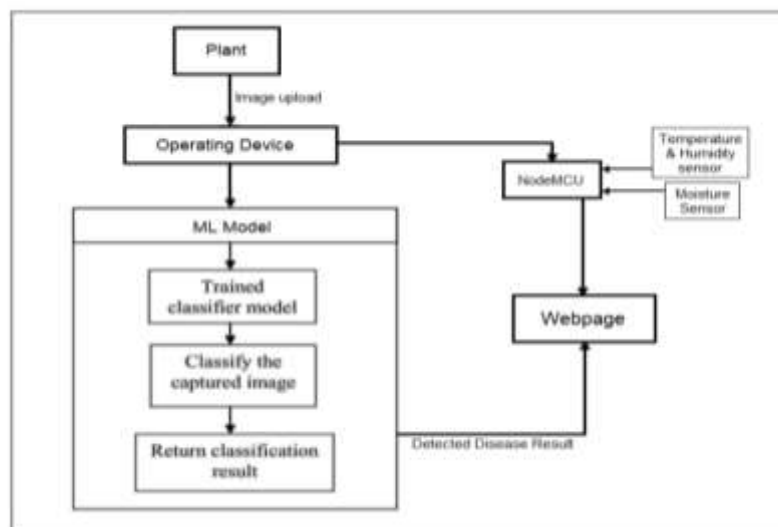 Plant
Image upload
Operating Device
Temperature
& Humidity
sensor
NodeMCU
Moisture
Sensor
ML Model
Trained
classifier model
Webpage
Classify the
captured image
Detected Disease Result
Return classification
result